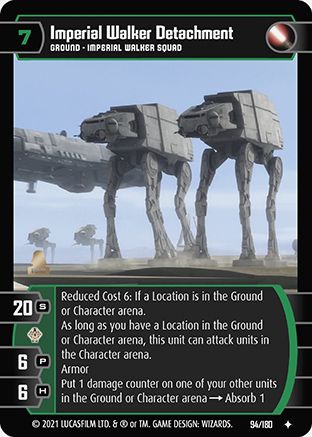 7
Imperial Walker Detachment
GROUND - IMPERIAL WALKER SQUAD
20 S
6 P
6 H
Reduced Cost 6: If a Location is in the Ground
or Character arena.
As long as you have a Location in the Ground
or Character arena, this unit can attack units in
the Character arena.
Armor
Put 1 damage counter on one of your other units
in the Ground or Character arena → Absorb 1
© 2021 LUCASFILM LTD. & ® or TM. GAME DESIGN: WIZARDS.
94/180